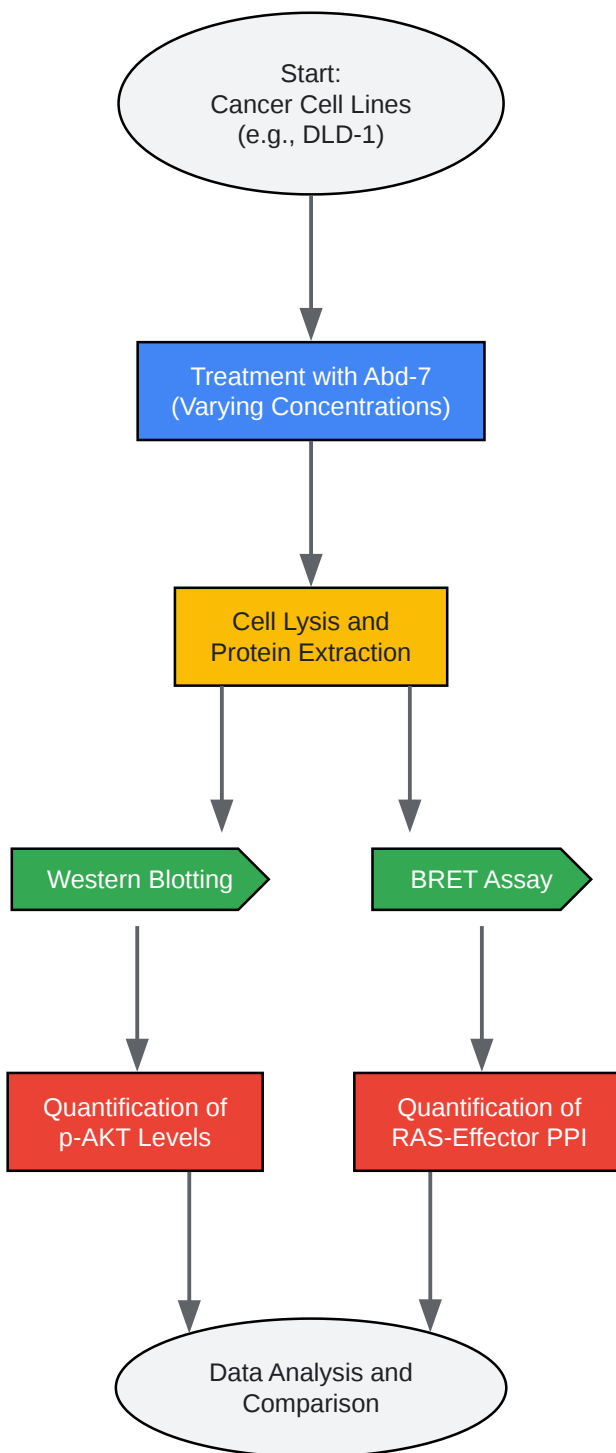 Start:
Cancer Cell Lines
(e.g., DLD-1)
Treatment with Abd-7
(Varying Concentrations)
Cell Lysis and
Protein Extraction
Western Blotting
BRET Assay
Quantification of
p-AKT Levels
Quantification of
RAS-Effector PPI
Data Analysis and
Comparison